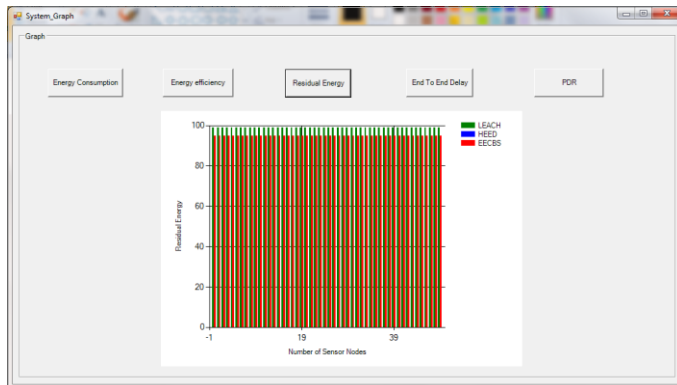 System_Graph
Graph
Energy Consumption
Energy efficiency
Residual Energy
End To End Delay
PDR
LEACH
HEED
EECBS
100
80
60
40
20
0
Residual Energy
-1
19
39
Number of Sensor Nodes